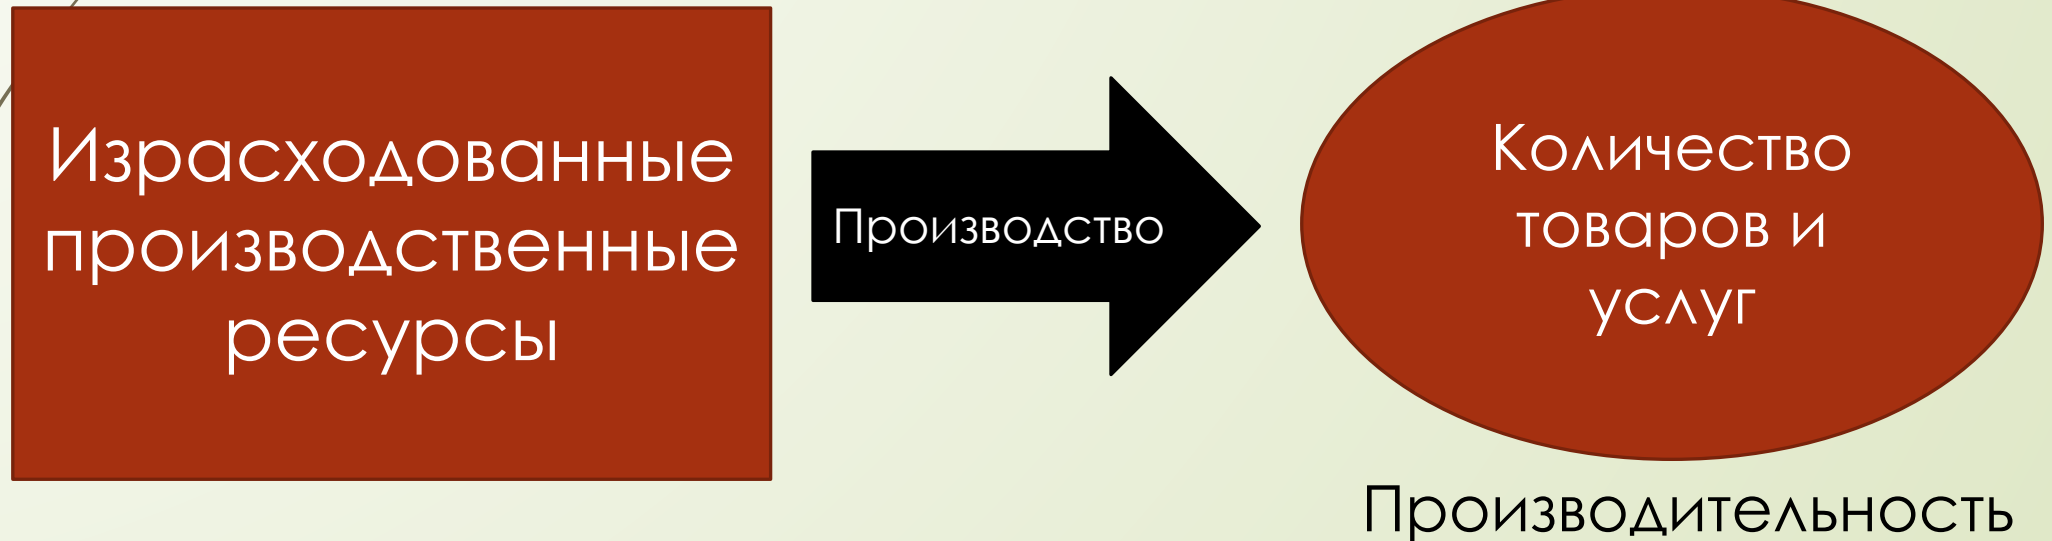 Израсходованные
производственные
ресурсы
Производство
Количество
товаров и
услуг
Производительность